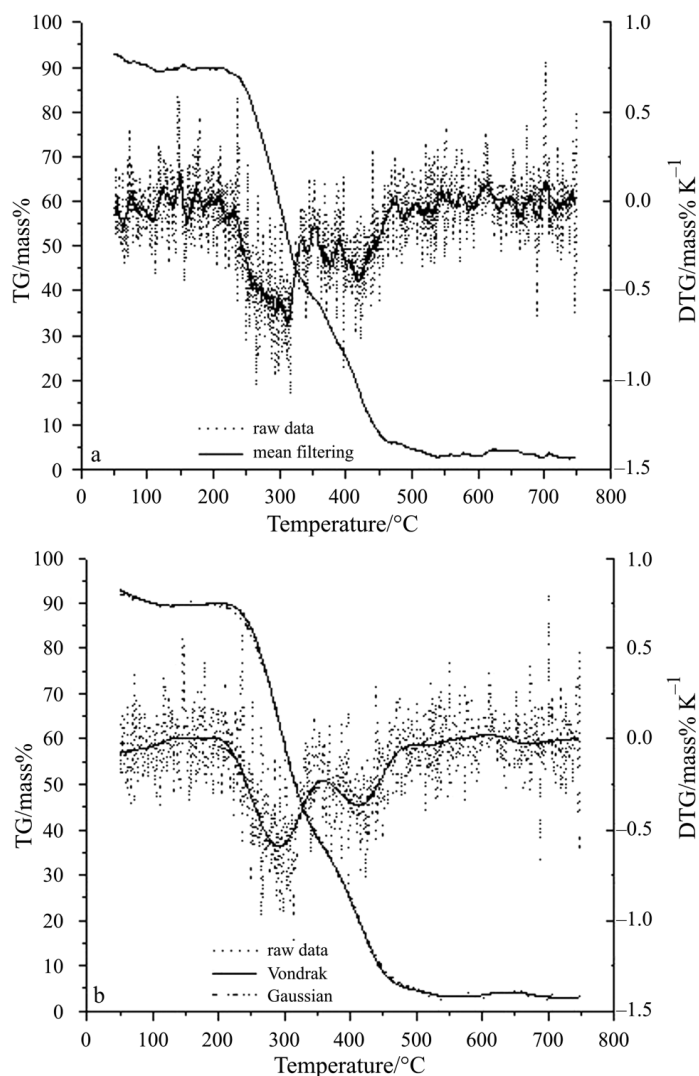 100
90
80
70
60
50
40
30
20
10
0
TG/mass%
1.0
0.5
0.0
–0.5
–1.0
–1.5
DTG/mass% K⁻¹
raw data
mean filtering
a
0 100 200 300 400 500 600 700 800
Temperature/°C
100
90
80
70
60
50
40
30
20
10
0
TG/mass%
1.0
0.5
0.0
–0.5
–1.0
–1.5
DTG/mass% K⁻¹
raw data
Vondrak
Gaussian
b
0 100 200 300 400 500 600 700 800
Temperature/°C